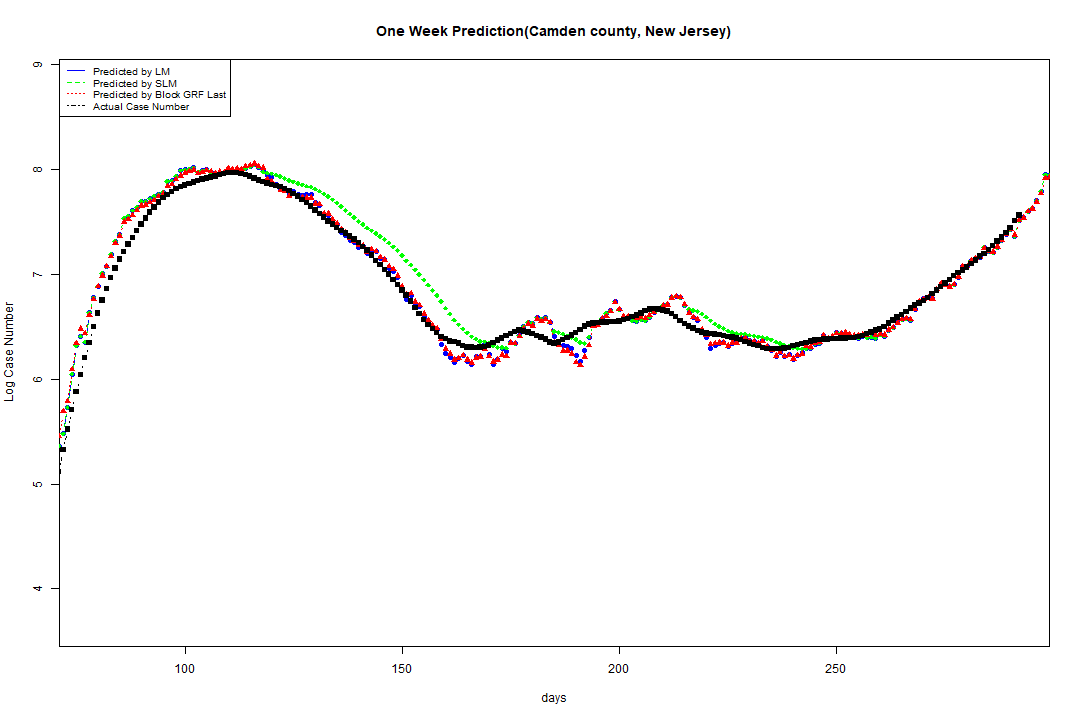 One Week Prediction(Camden county, New Jersey)
Predicted by LM
Predicted by SLM
Predicted by Block GRF Last
Actual Case Number
9
8
7
6
5
4
Log Case Number
100 150 200 250
days